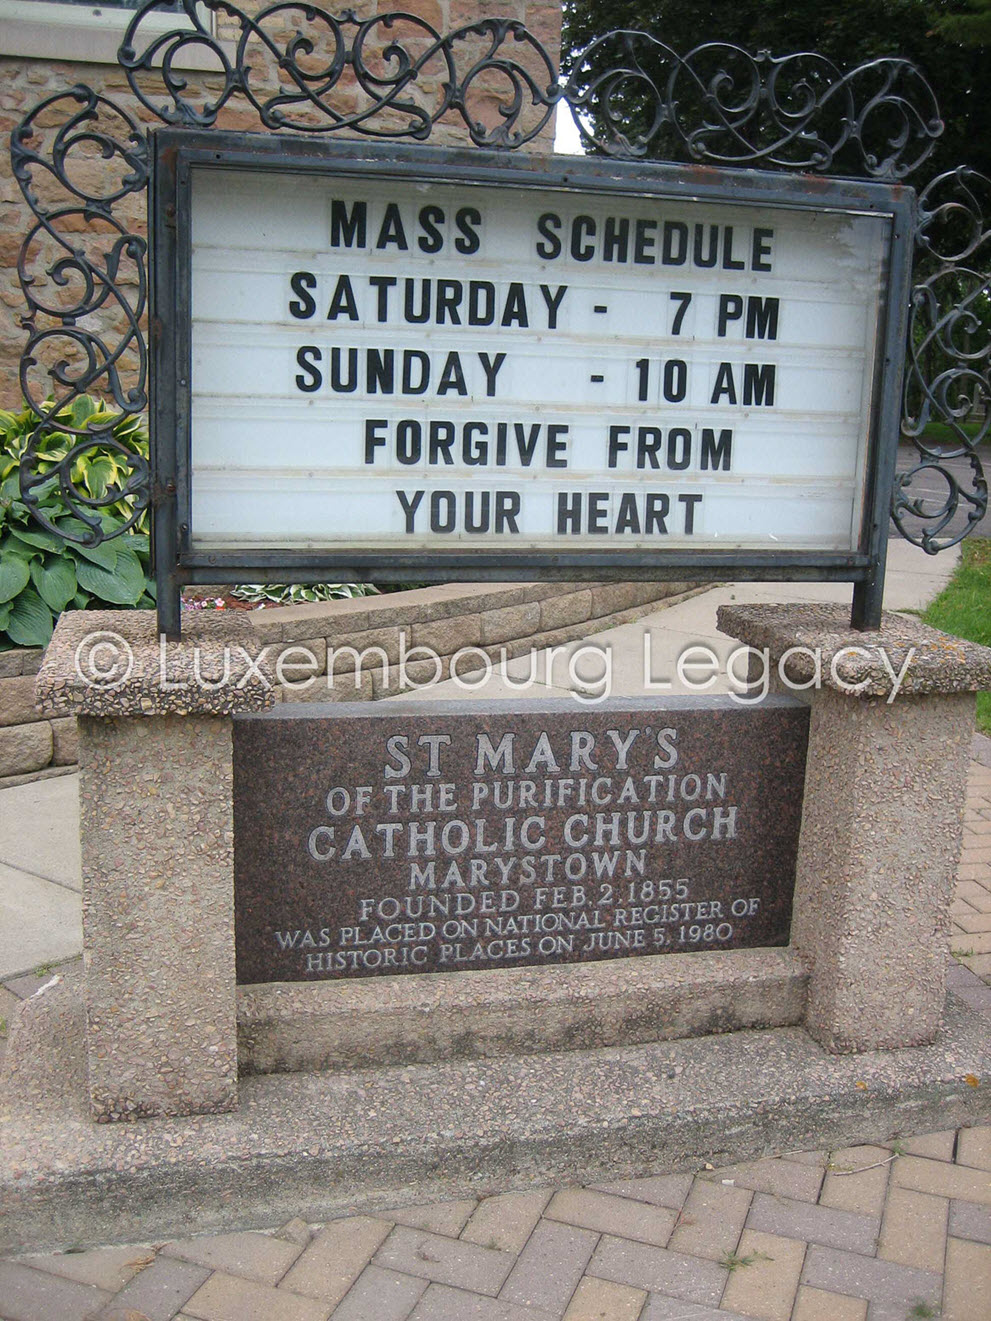 MASS SCHEDULE
SATURDAY - 7 PM
SUNDAY - 10 AM
FORGIVE FROM
YOUR HEART
© Luxembourg Legacy
ST MARY'S
OF THE PURIFICATION
CATHOLIC CHURCH
MARYSTOWN
FOUNDED FEB. 2, 1855
WAS PLACED ON NATIONAL REGISTER OF
HISTORIC PLACES ON JUNE 5, 1980